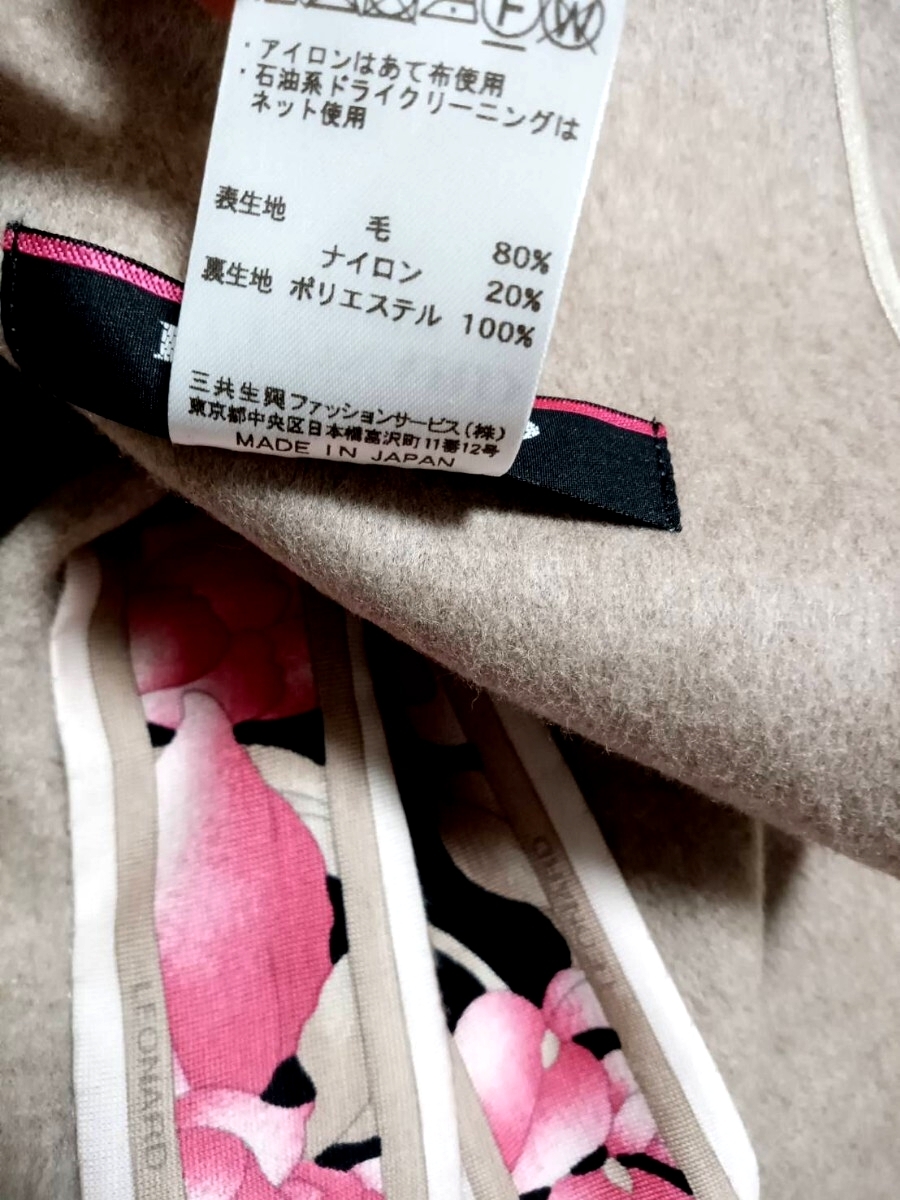 F W
・アイロンはあて布使用
・石油系ドライクリーニングは
ネット使用
表生地 毛 80%
ナイロン 20%
裏生地 ポリエステル 100%
三共生興ファッションサービス(株)
東京都中央区日本橋富沢町11番12号
MADE IN JAPAN
LEONARD
LEONARD